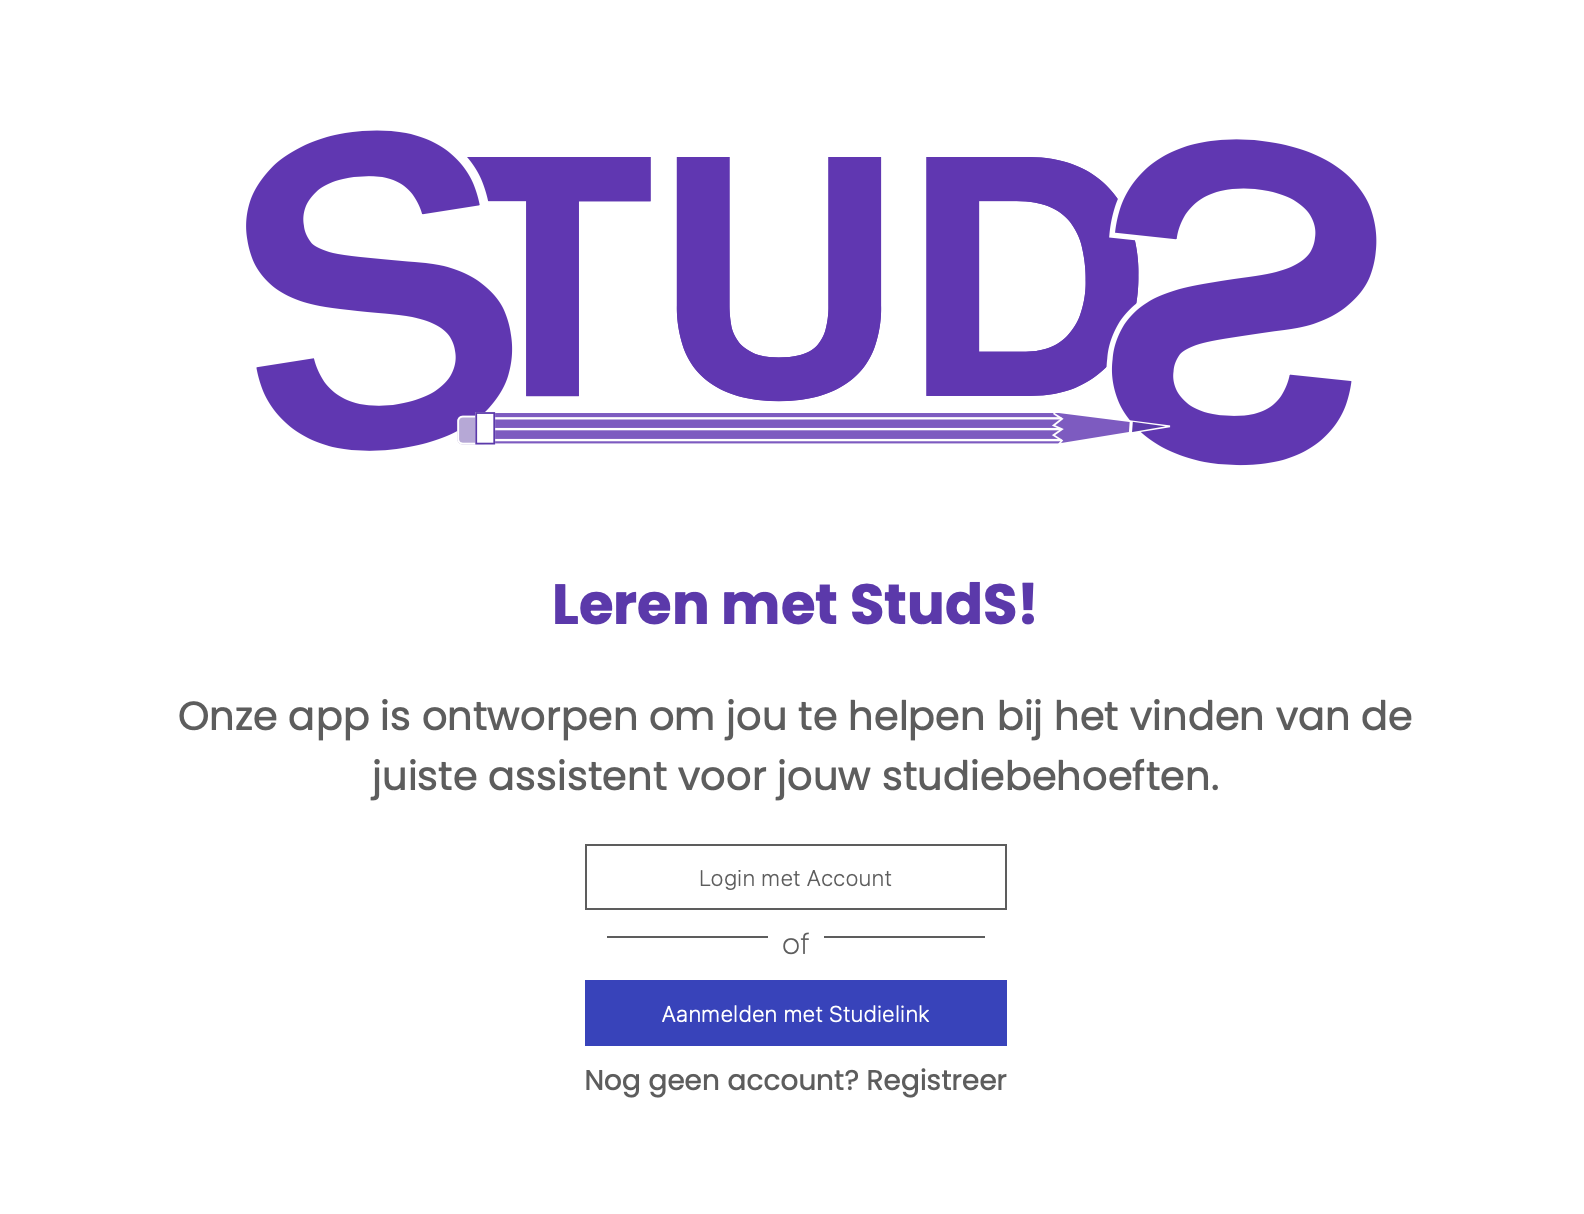 STUDS
Leren met StudS!
Onze app is ontworpen om jou te helpen bij het vinden van de
juiste assistent voor jouw studiebehoeften.
Login met Account
of
Aanmelden met Studielink
Nog geen account? Registreer